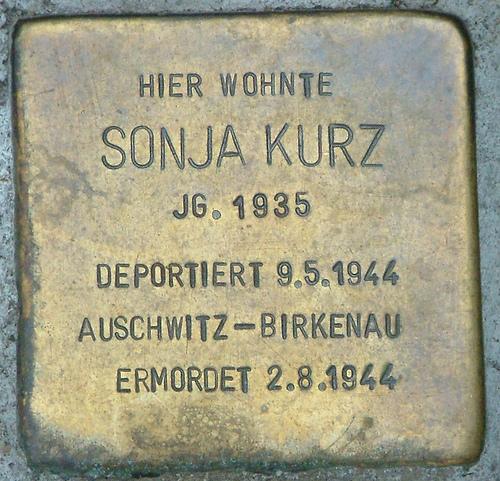 HIER WOHNTE
SONJA KURZ
JG. 1935
DEPORTIERT 9.5.1944
AUSCHWITZ-BIRKENAU
ERMORDET 2.8.1944